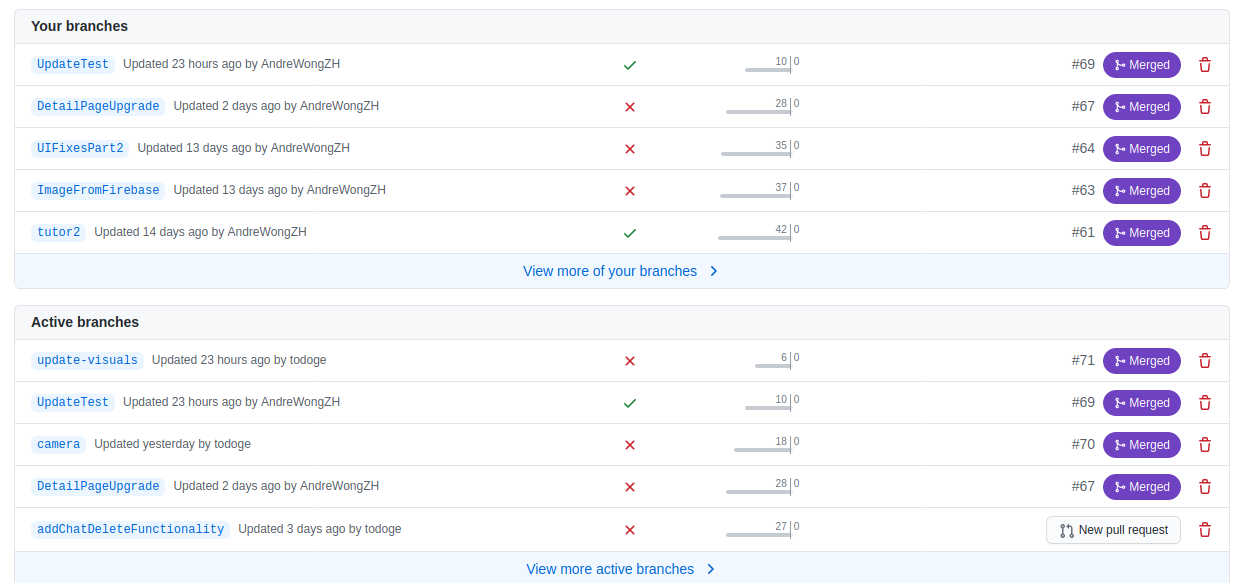 Your branches
UpdateTest Updated 23 hours ago by AndreWongZH 10 0 #69 Merged
DetailPageUpgrade Updated 2 days ago by AndreWongZH 28 0 #67 Merged
UIFixesPart2 Updated 13 days ago by AndreWongZH 35 0 #64 Merged
ImageFromFirebase Updated 13 days ago by AndreWongZH 37 0 #63 Merged
tutor2 Updated 14 days ago by AndreWongZH 42 0 #61 Merged
View more of your branches
Active branches
update-visuals Updated 23 hours ago by todoge 6 0 #71 Merged
UpdateTest Updated 23 hours ago by AndreWongZH 10 0 #69 Merged
camera Updated yesterday by todoge 18 0 #70 Merged
DetailPageUpgrade Updated 2 days ago by AndreWongZH 28 0 #67 Merged
addChatDeleteFunctionality Updated 3 days ago by todoge 27 0 New pull request
View more active branches